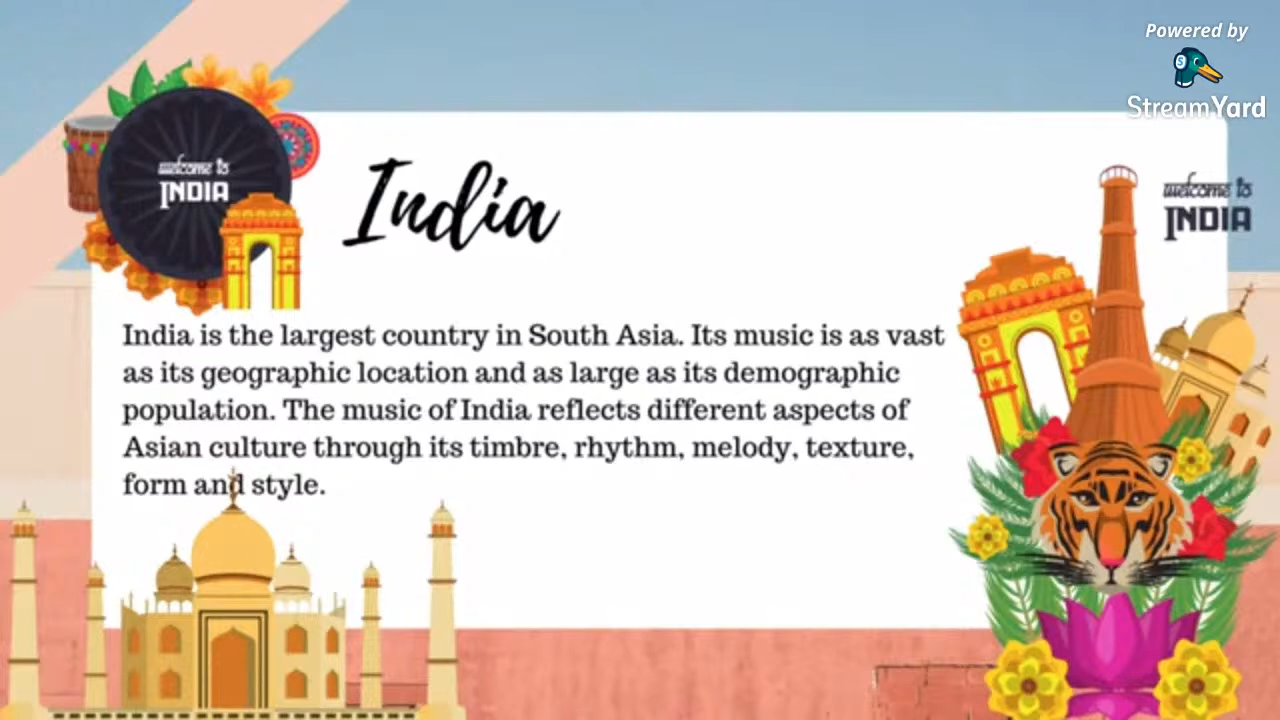 Powered by
StreamYard
welcome to
INDIA
India
welcome to
INDIA
India is the largest country in South Asia. Its music is as vast
as its geographic location and as large as its demographic
population. The music of India reflects different aspects of
Asian culture through its timbre, rhythm, melody, texture,
form and style.